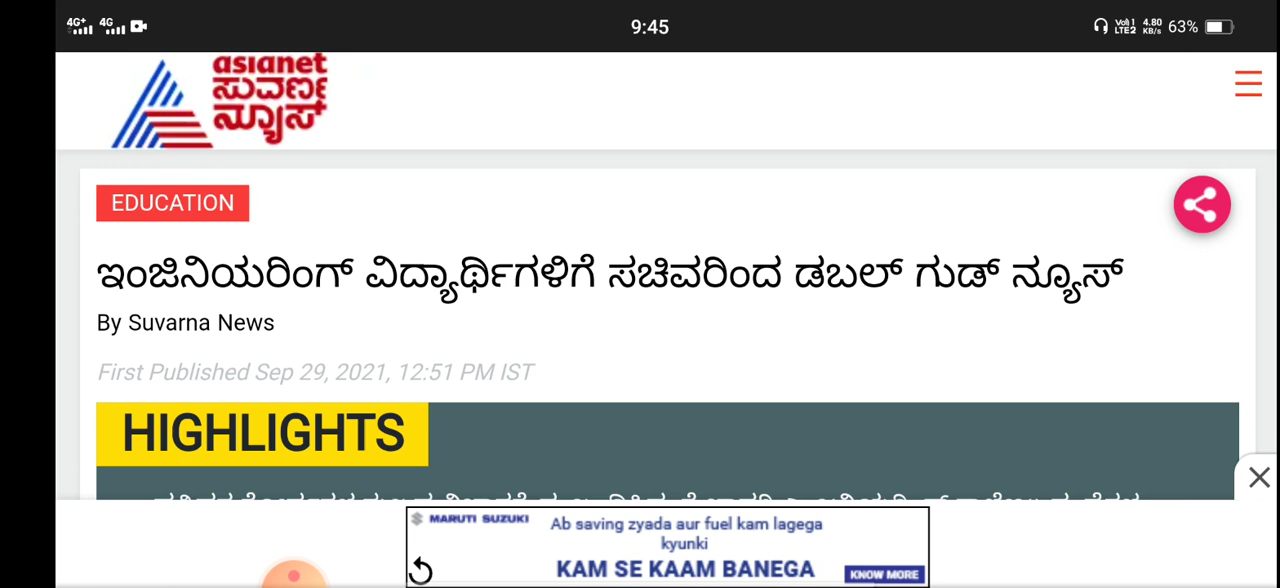 4G+ 4G 9:45 Vo) 1 LTE2 4.80 KB/s 63%
asianet
ಸುವರ್ಣ
ನ್ಯೂಸ್
EDUCATION
ಇಂಜಿನಿಯರಿಂಗ್ ವಿದ್ಯಾರ್ಥಿಗಳಿಗೆ ಸಚಿವರಿಂದ ಡಬಲ್ ಗುಡ್ ನ್ಯೂಸ್
By Suvarna News
First Published Sep 29, 2021, 12:51 PM IST
HIGHLIGHTS
MARUTI SUZUKI
Ab saving zyada aur fuel kam lagega
kyunki
KAM SE KAAM BANEGA
KNOW MORE